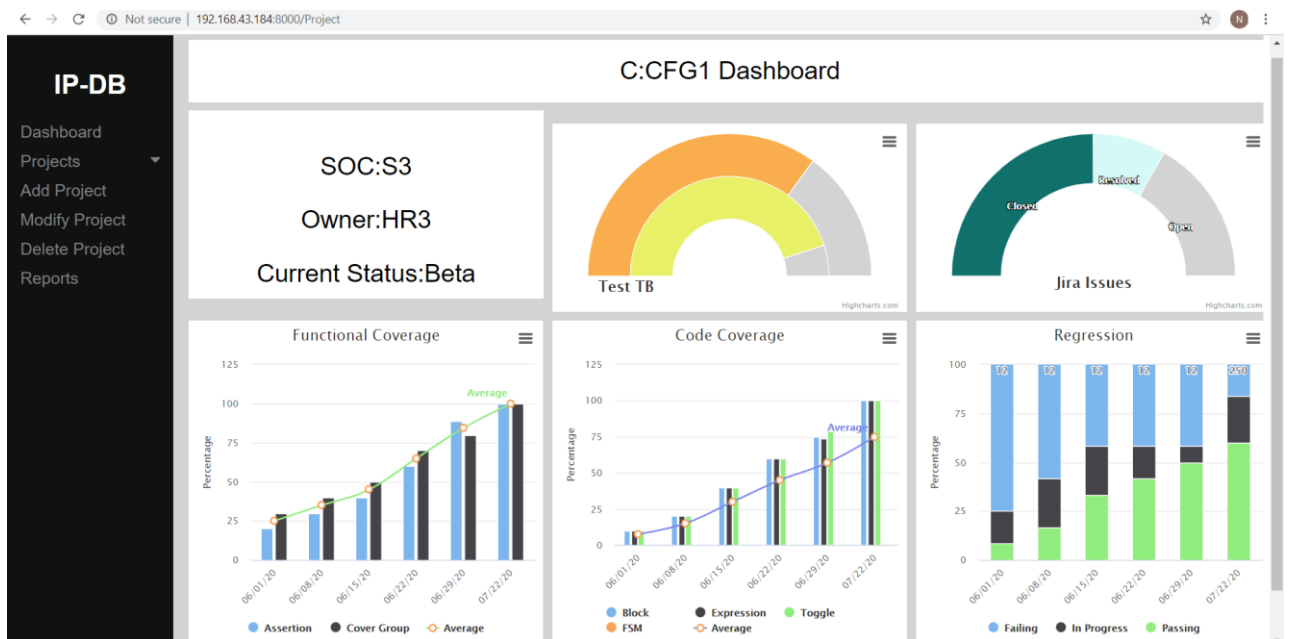 Not secure | 192.168.43.184:8000/Project
N
IP-DB
Dashboard
Projects
Add Project
Modify Project
Delete Project
Reports
C:CFG1 Dashboard
SOC:S3
Owner:HR3
Current Status:Beta
Test TB
Highcharts.com
Closed
Resolved
Open
Jira Issues
Highcharts.com
Functional Coverage
Percentage
125
100
75
50
25
0
Average
06/01/20
06/08/20
06/15/20
06/22/20
06/29/20
07/22/20
Assertion Cover Group Average
Code Coverage
Percentage
125
100
75
50
25
0
Average
06/01/20
06/08/20
06/15/20
06/22/20
06/29/20
07/22/20
Block Expression Toggle
FSM Average
Regression
Percentage
100
75
50
25
0
12 12 12 12 12 250
06/01/20
06/08/20
06/15/20
06/22/20
06/29/20
07/22/20
Failing In Progress Passing